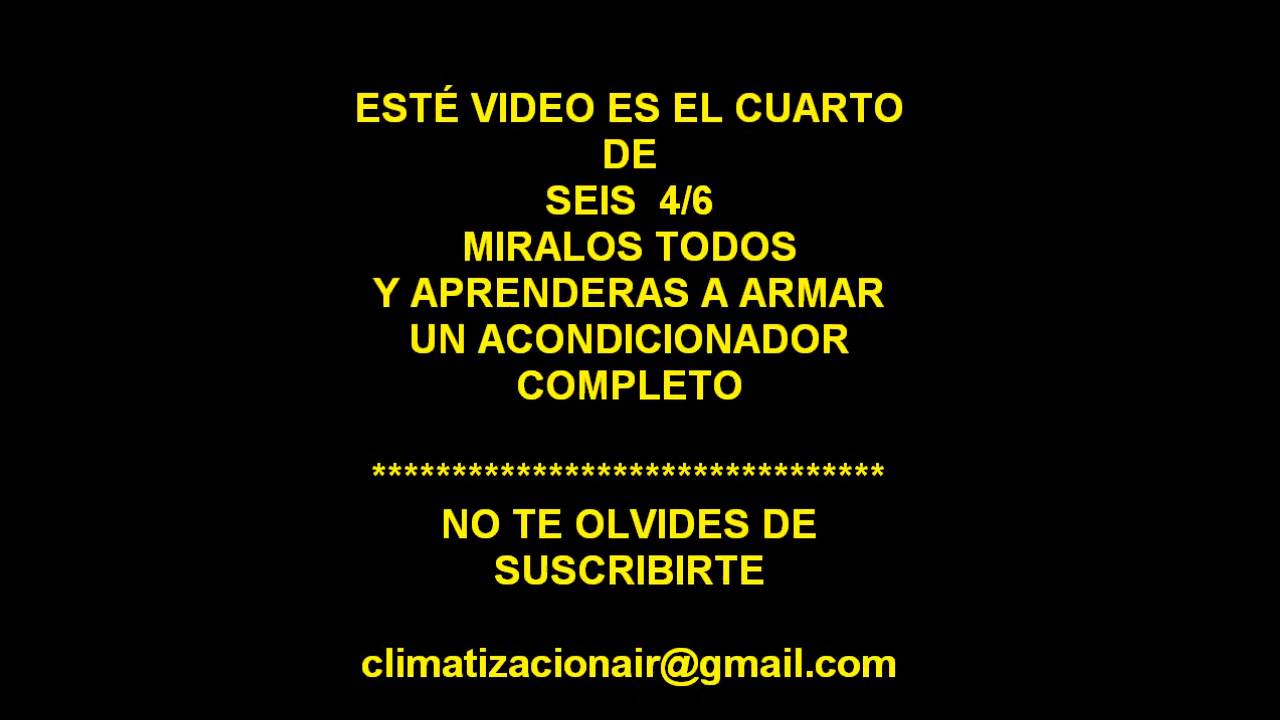 ESTÉ VIDEO ES EL CUARTO
DE
SEIS  4/6
MIRALOS TODOS
Y APRENDERAS A ARMAR
UN ACONDICIONADOR
COMPLETO
********************************
NO TE OLVIDES DE
SUSCRIBIRTE
climatizacionair@gmail.com